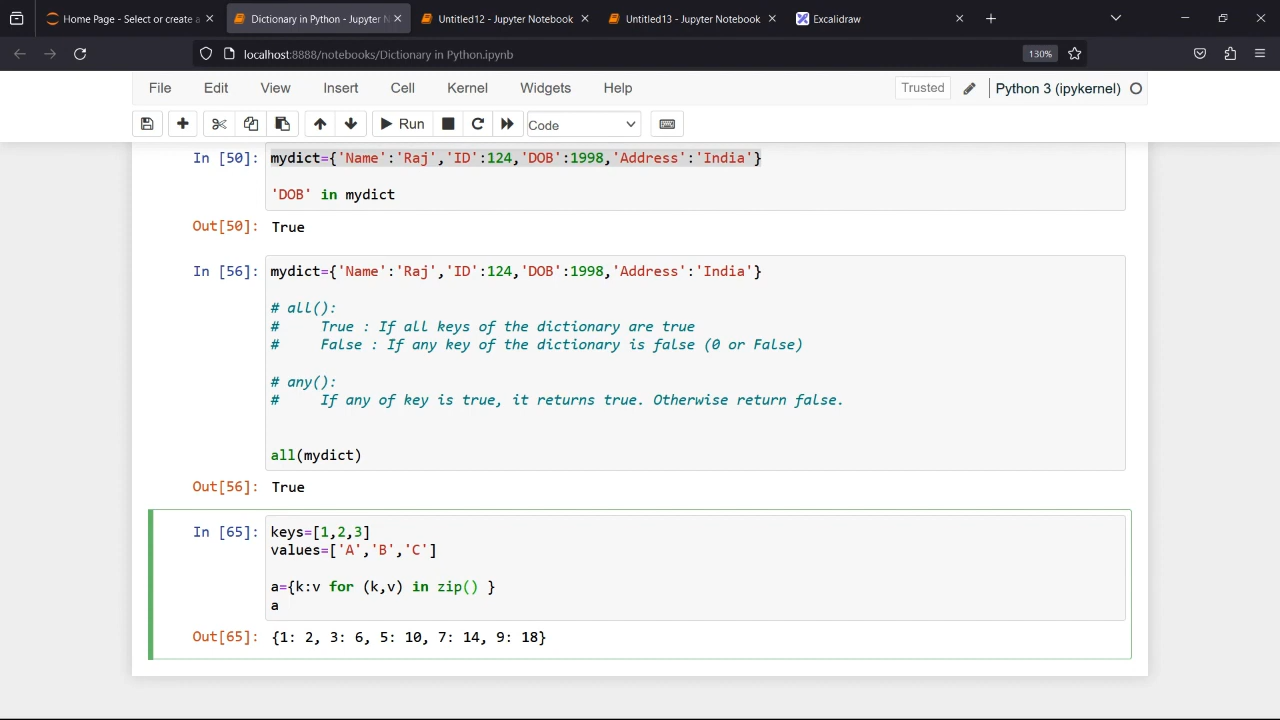 Home Page - Select or create a
Dictionary in Python - Jupyter N
Untitled12 - Jupyter Notebook
Untitled13 - Jupyter Notebook
Excalidraw
localhost:8888/notebooks/Dictionary in Python.ipynb
130%
File Edit View Insert Cell Kernel Widgets Help
Trusted
Python 3 (ipykernel)
Run
Code
In [50]: mydict={'Name':'Raj','ID':124,'DOB':1998,'Address':'India'}
'DOB' in mydict
Out[50]: True
In [56]: mydict={'Name':'Raj','ID':124,'DOB':1998,'Address':'India'}
# all():
#     True : If all keys of the dictionary are true
#     False : If any key of the dictionary is false (0 or False)
# any():
#     If any of key is true, it returns true. Otherwise return false.
all(mydict)
Out[56]: True
In [65]: keys=[1,2,3]
values=['A','B','C']
a={k:v for (k,v) in zip() }
a
Out[65]: {1: 2, 3: 6, 5: 10, 7: 14, 9: 18}